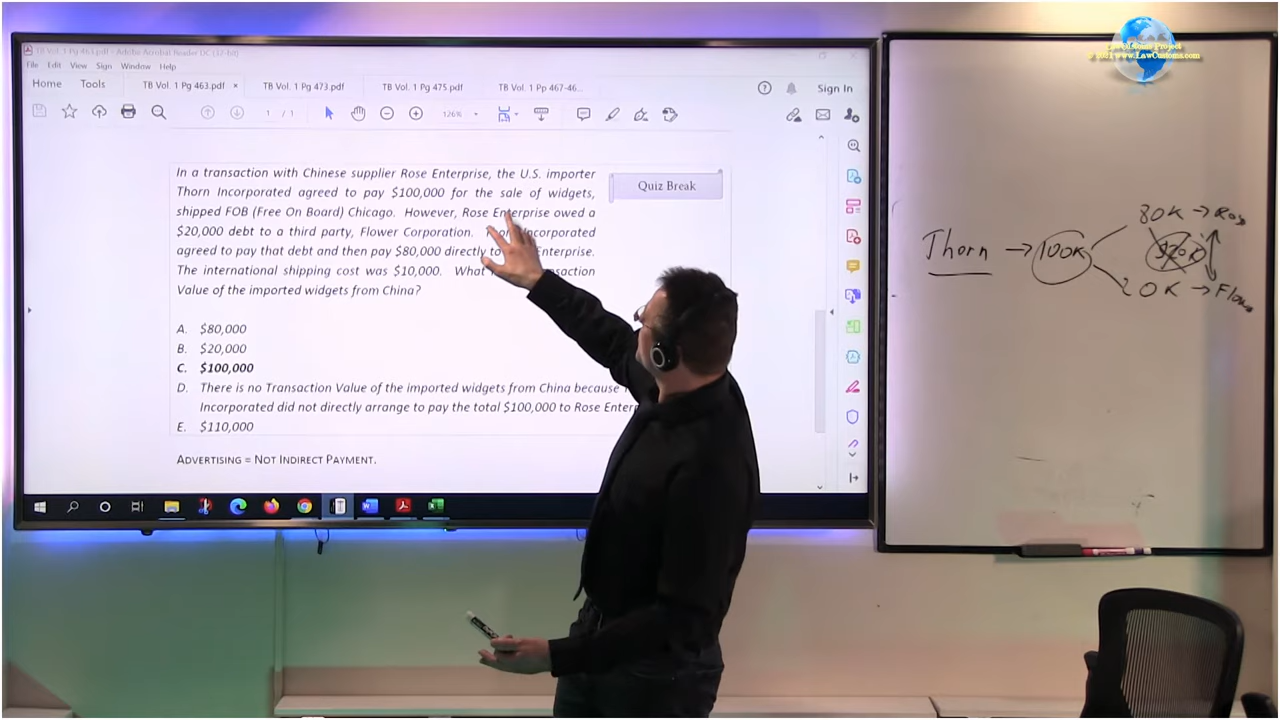 TB Vol. 1 Pg 463.pdf - Adobe Acrobat Reader DC (32-bit)
File Edit View Sign Window Help
Home Tools TB Vol. 1 Pg 463.pdf × TB Vol. 1 Pg 473.pdf TB Vol. 1 Pg 475.pdf TB Vol. 1 Pp 467-46... Sign In
1 / 1 126%
In a transaction with Chinese supplier Rose Enterprise, the U.S. importer
Thorn Incorporated agreed to pay $100,000 for the sale of widgets,
shipped FOB (Free On Board) Chicago. However, Rose Enterprise owed a
$20,000 debt to a third party, Flower Corporation. Incorporated
agreed to pay that debt and then pay $80,000 directly to Enterprise.
The international shipping cost was $10,000. What
Value of the imported widgets from China?
Quiz Break
A. $80,000
B. $20,000
C. $100,000
D. There is no Transaction Value of the imported widgets from China because
Incorporated did not directly arrange to pay the total $100,000 to Rose
E. $110,000
ADVERTISING = NOT INDIRECT PAYMENT.
LawCustoms Project
© 2021 www.LawCustoms.com
80K → Ros
Thorn → 100K
20K → Flow